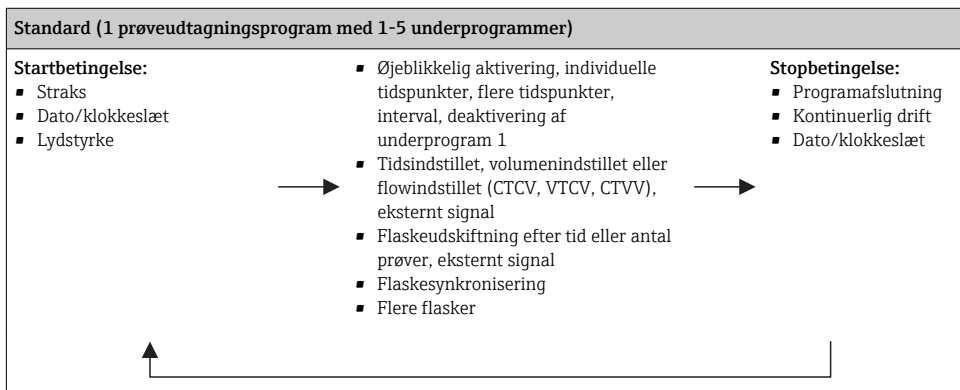 Standard (1 prøveudtagningsprogram med 1-5 underprogrammer)
Startbetingelse:
▪ Straks
▪ Dato/klokkeslæt
▪ Lydstyrke
▪ Øjeblikkelig aktivering, individuelle
tidspunkter, flere tidspunkter,
interval, deaktivering af
underprogram 1
▪ Tidsindstillet, volumenindstillet eller
flowindstillet (CTCV, VTCV, CTVV),
eksternt signal
▪ Flaskeudskiftning efter tid eller antal
prøver, eksternt signal
▪ Flaskesynkronisering
▪ Flere flasker
Stopbetingelse:
▪ Programafslutning
▪ Kontinuerlig drift
▪ Dato/klokkeslæt